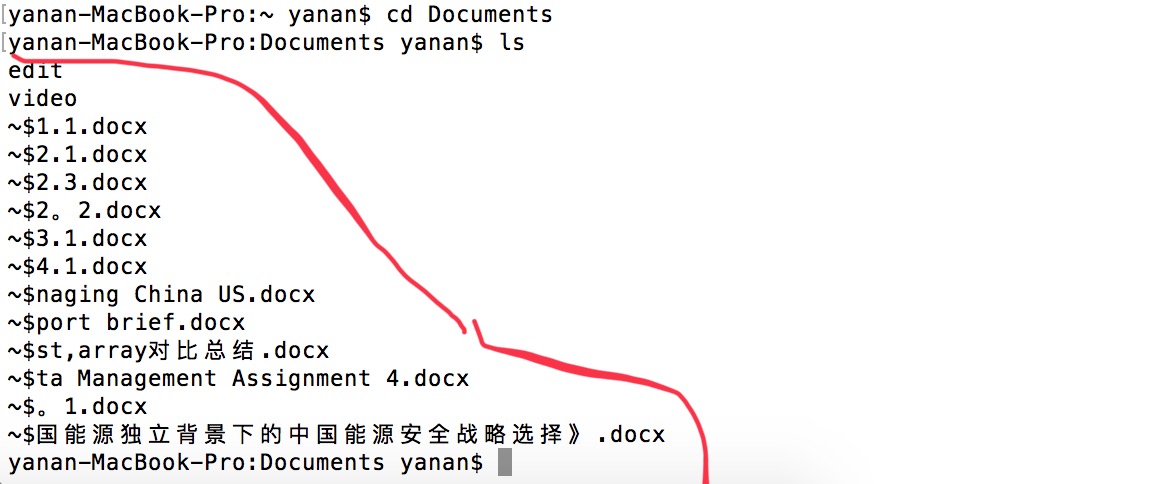 yanan-MacBook-Pro:~ yanan$ cd Documents
yanan-MacBook-Pro:Documents yanan$ ls
edit
video
~$1.1.docx
~$2.1.docx
~$2.3.docx
~$2。2.docx
~$3.1.docx
~$4.1.docx
~$naging China US.docx
~$port brief.docx
~$st,array对比总结.docx
~$ta Management Assignment 4.docx
~$。1.docx
~$国能源独立背景下的中国能源安全战略选择》.docx
yanan-MacBook-Pro:Documents yanan$